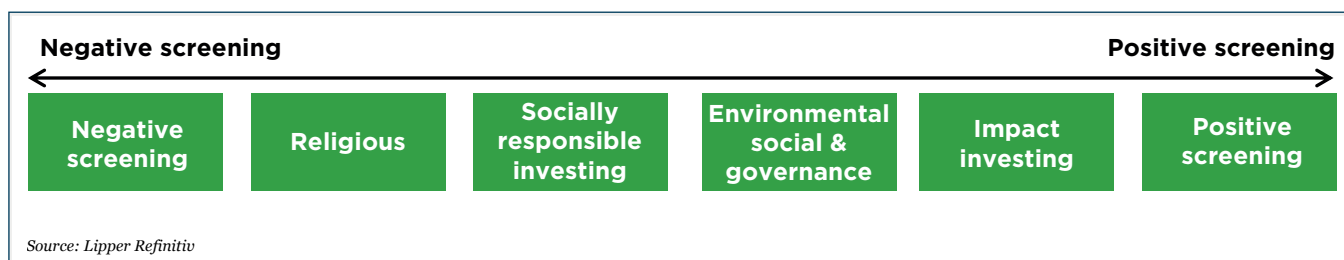 Negative screening
Positive screening
Negative
screening
Religious
Socially
responsible
investing
Environmental
social &
governance
Impact
investing
Positive
screening
Source: Lipper Refinitiv